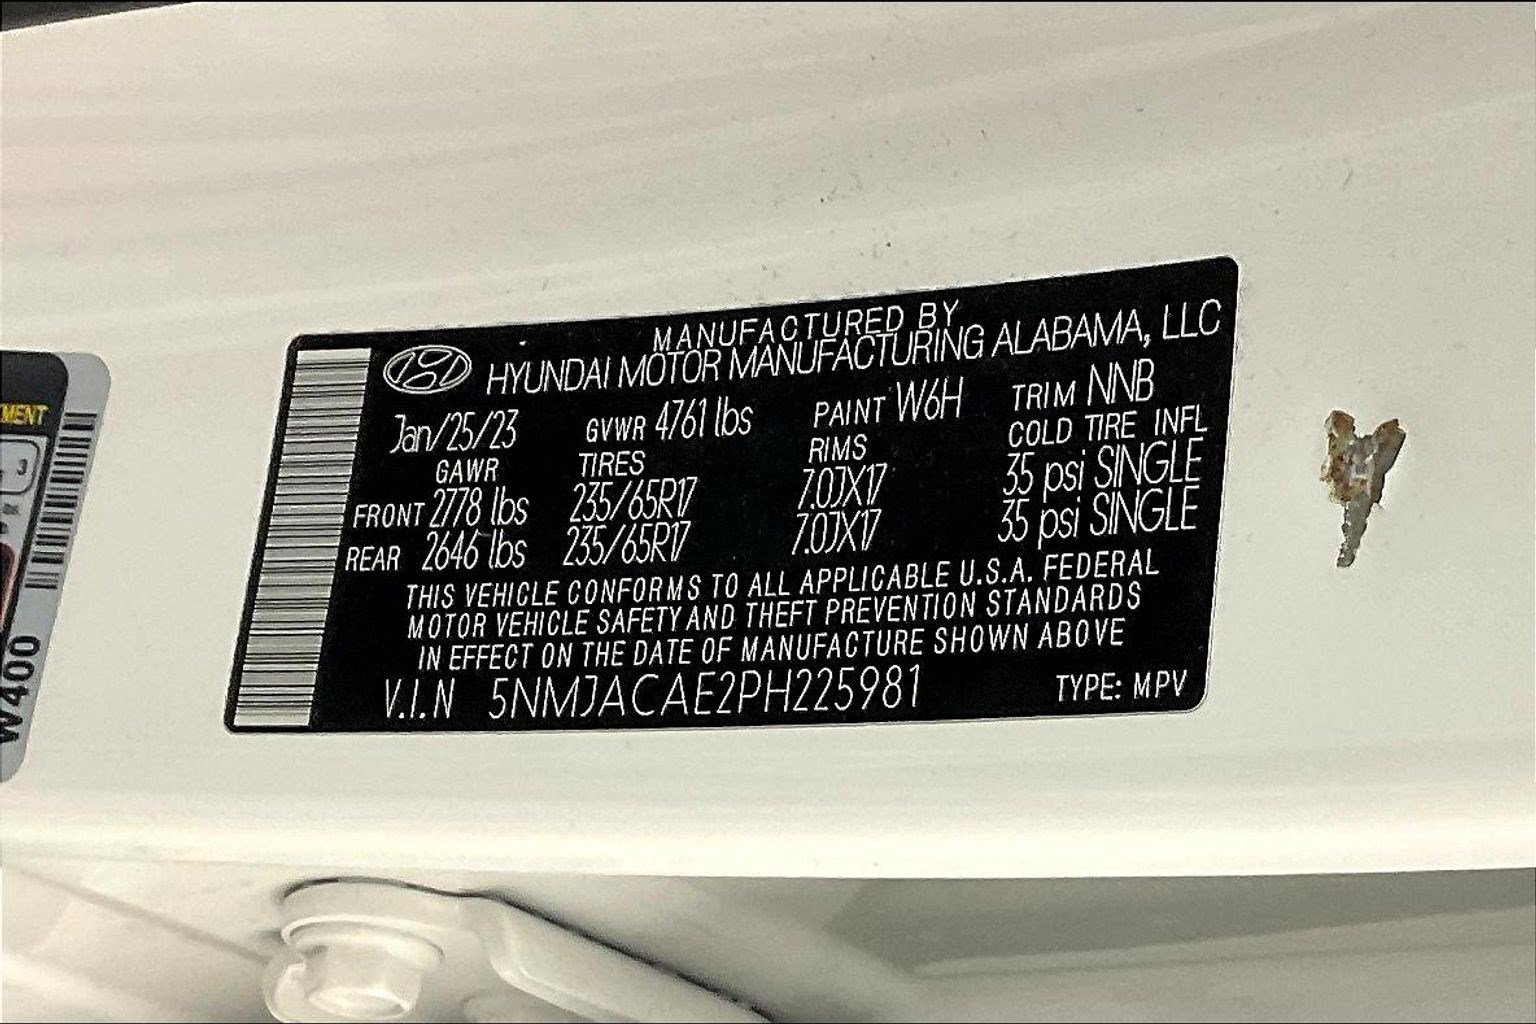 MANUFACTURED BY
HYUNDAI MOTOR MANUFACTURING ALABAMA, LLC
Jan/25/23 GVWR 4761 lbs PAINT W6H TRIM NNB
GAWR TIRES RIMS COLD TIRE INFL
FRONT 2778 lbs 235/65R17 7.0JX17 35 psi SINGLE
REAR 2646 lbs 235/65R17 7.0JX17 35 psi SINGLE
THIS VEHICLE CONFORMS TO ALL APPLICABLE U.S.A. FEDERAL
MOTOR VEHICLE SAFETY AND THEFT PREVENTION STANDARDS
IN EFFECT ON THE DATE OF MANUFACTURE SHOWN ABOVE
V.I.N 5NMJACAE2PH225981 TYPE: MPV
W400